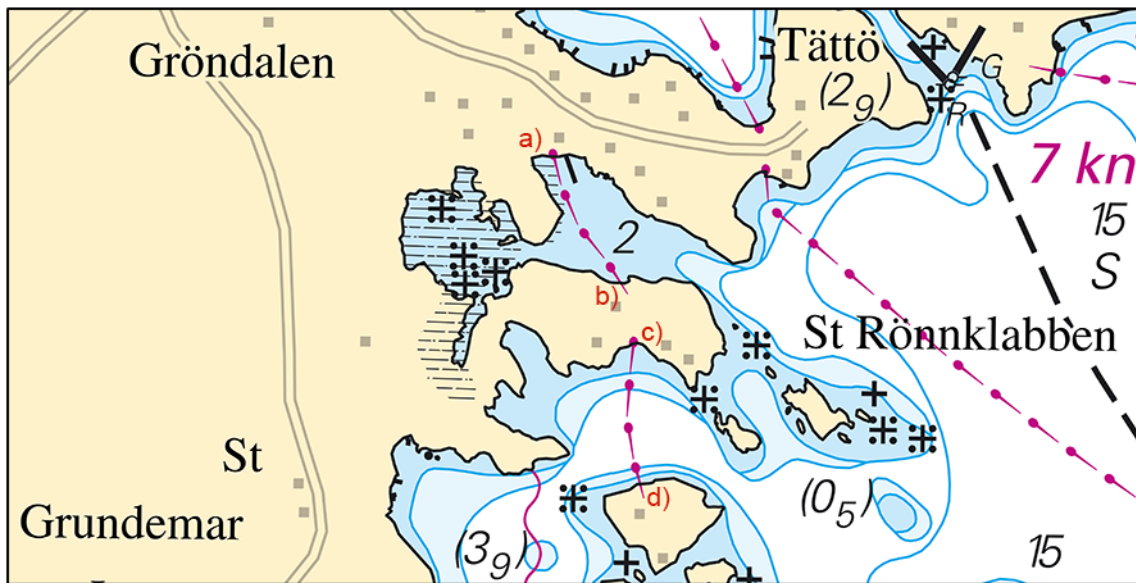 Gröndalen
Tättö
(2₉)
G
R
a)
7 kn
2
15
S
b)
St Rönnklabben
c)
St
Grundemar
d)
(0₅)
(3₉)
15